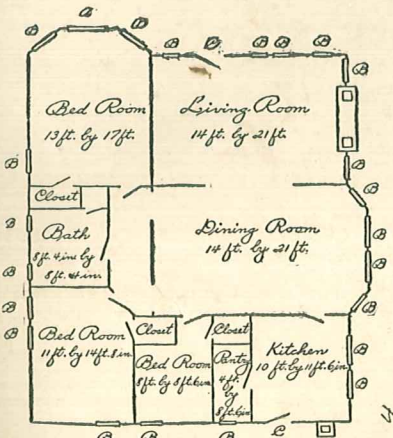 A
B
B
B
D
B
B
B
B
Bed Room
13 ft. by 17 ft.
Living Room
14 ft. by 21 ft.
B
B
B
Closet
B
Bath
8 ft. 4 in by
8 ft. 4 in
Dining Room
14 ft. by 21 ft.
B
B
B
B
B
B
B
Bed Room
11 ft. by 14 ft. 8 in
Closet
Bed Room
8 ft. by 8 ft. 6 in
Closet
Pantry
4 ft.
by
8 ft. 6 in
Kitchen
10 ft. by 11 ft. 6 in
B
B
B
B
B
C